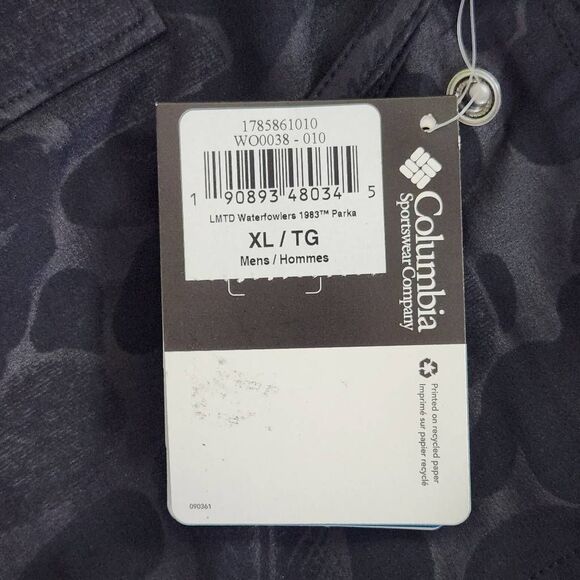 1785861010
WO0038 - 010
1 90893 48034 5
LMTD Waterfowlers 1983™ Parka
XL / TG
Mens / Hommes
Columbia
Sportswear Company
Printed on recycled paper
Imprimé sur papier recyclé
090361